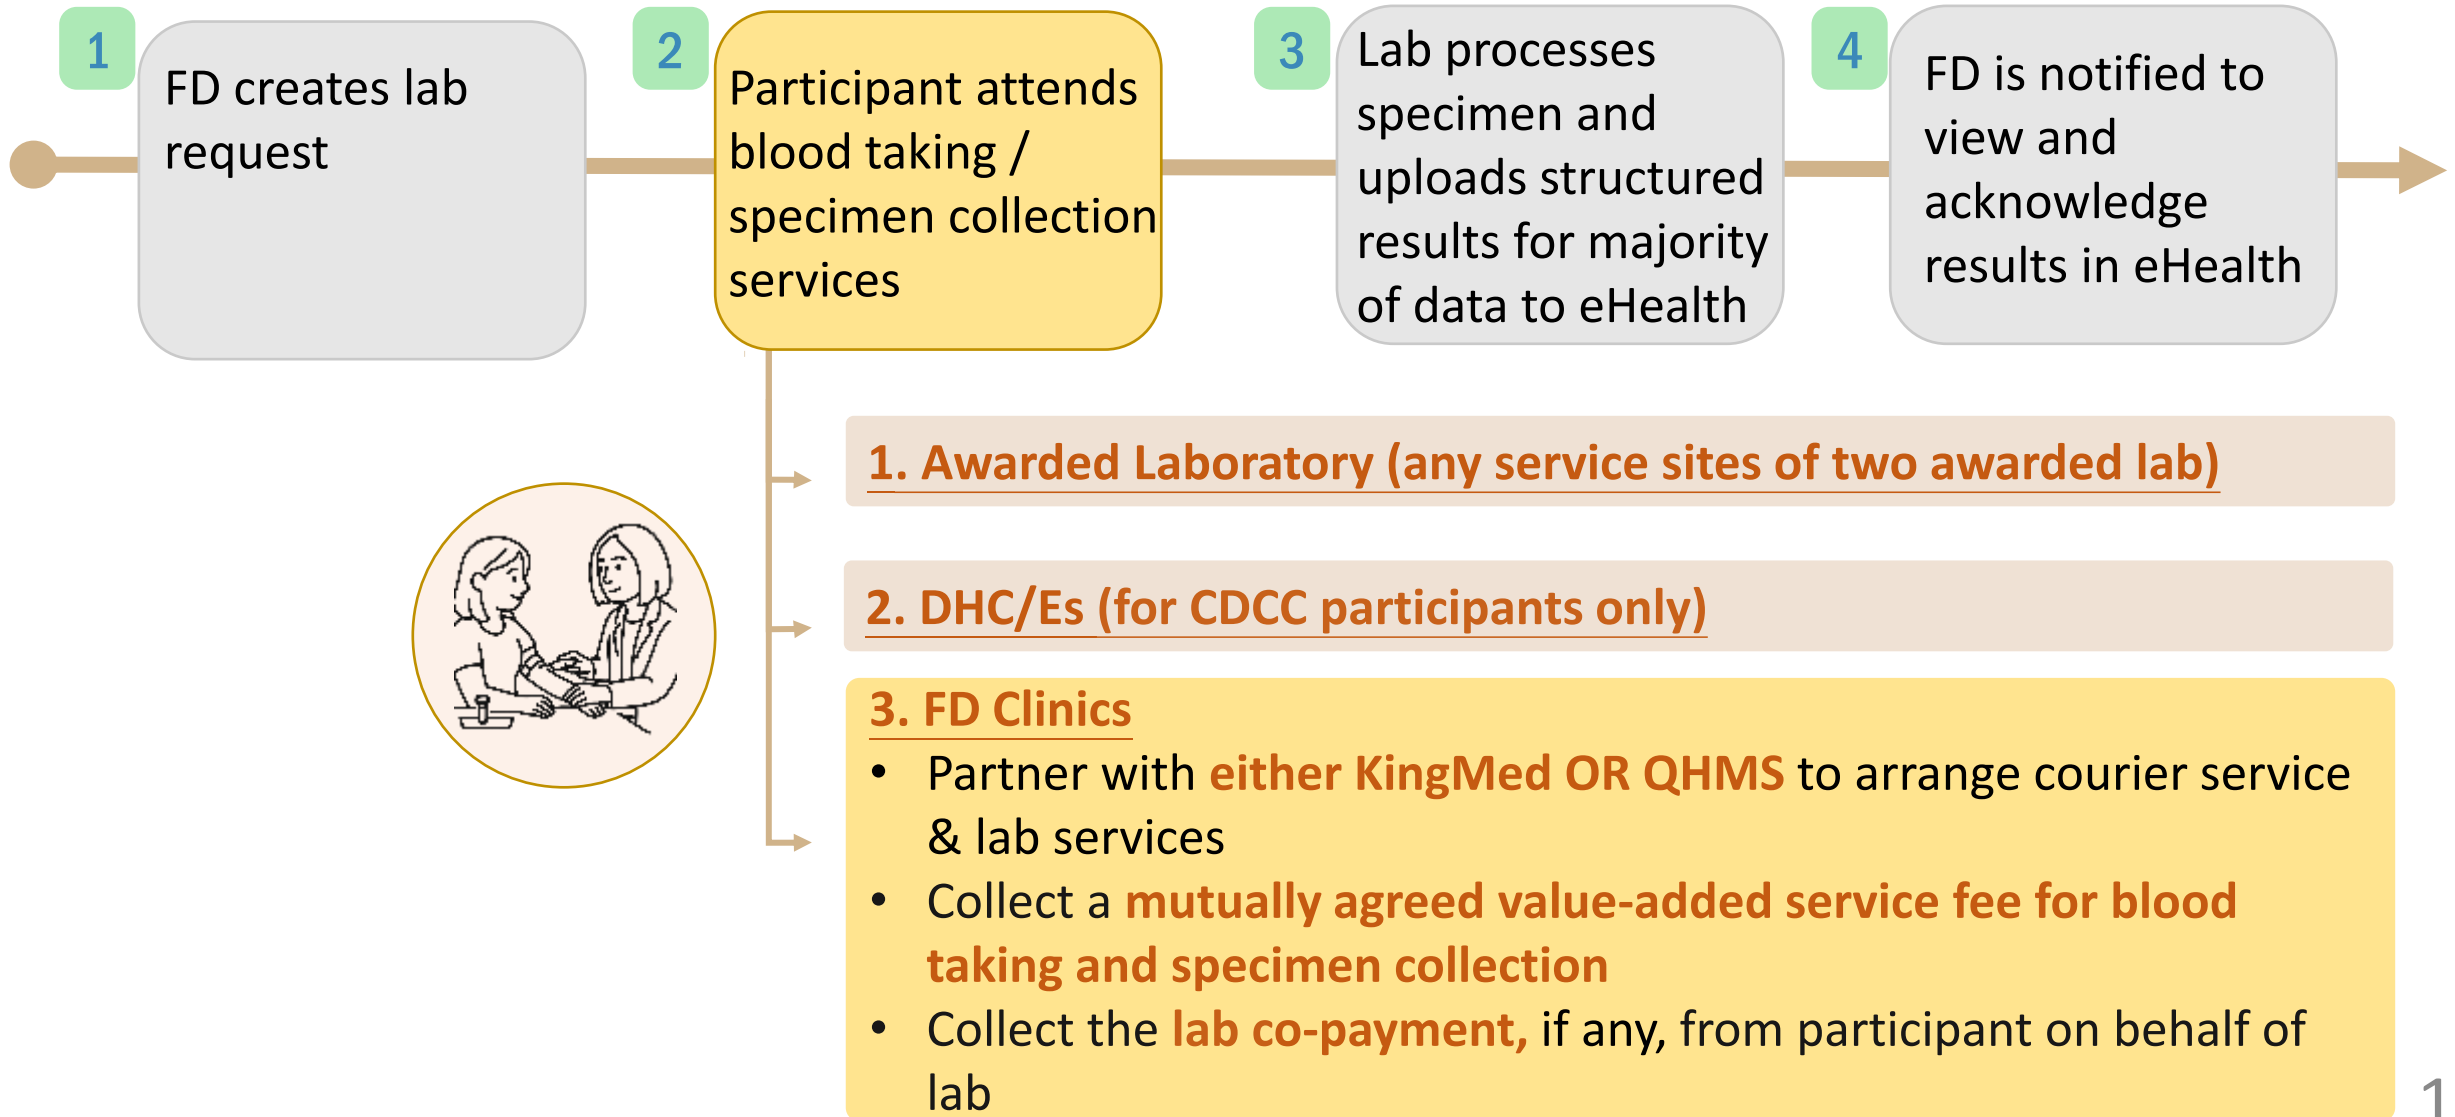 1
FD creates lab
request
2
Participant attends
blood taking /
specimen collection
services
3
Lab processes
specimen and
uploads structured
results for majority
of data to eHealth
4
FD is notified to
view and
acknowledge
results in eHealth
1. Awarded Laboratory (any service sites of two awarded lab)
2. DHC/Es (for CDCC participants only)
3. FD Clinics
• Partner with either KingMed OR QHMS to arrange courier service
& lab services
• Collect a mutually agreed value-added service fee for blood
taking and specimen collection
• Collect the lab co-payment, if any, from participant on behalf of
lab
1